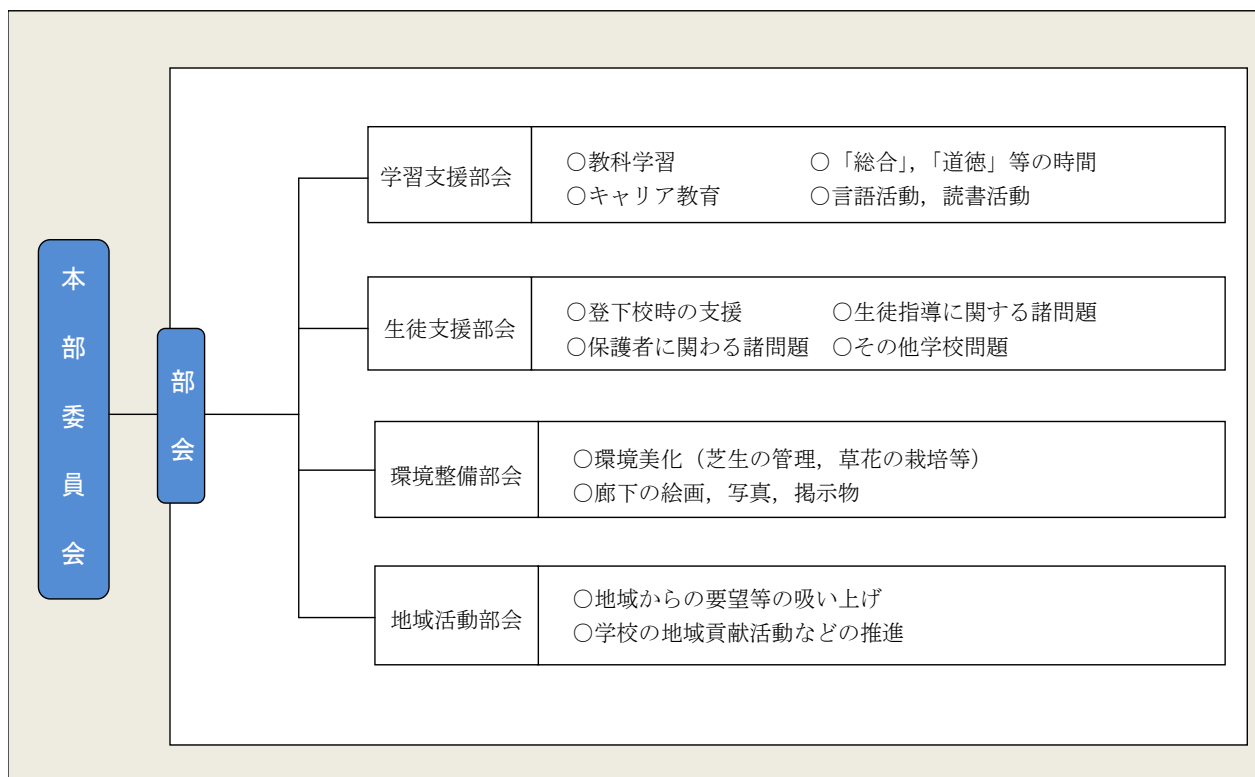 本部委員会
部会
学習支援部会
○教科学習 ○「総合」，「道徳」等の時間
○キャリア教育 ○言語活動，読書活動
生徒支援部会
○登下校時の支援 ○生徒指導に関する諸問題
○保護者に関わる諸問題 ○その他学校問題
環境整備部会
○環境美化（芝生の管理，草花の栽培等）
○廊下の絵画，写真，掲示物
地域活動部会
○地域からの要望等の吸い上げ
○学校の地域貢献活動などの推進